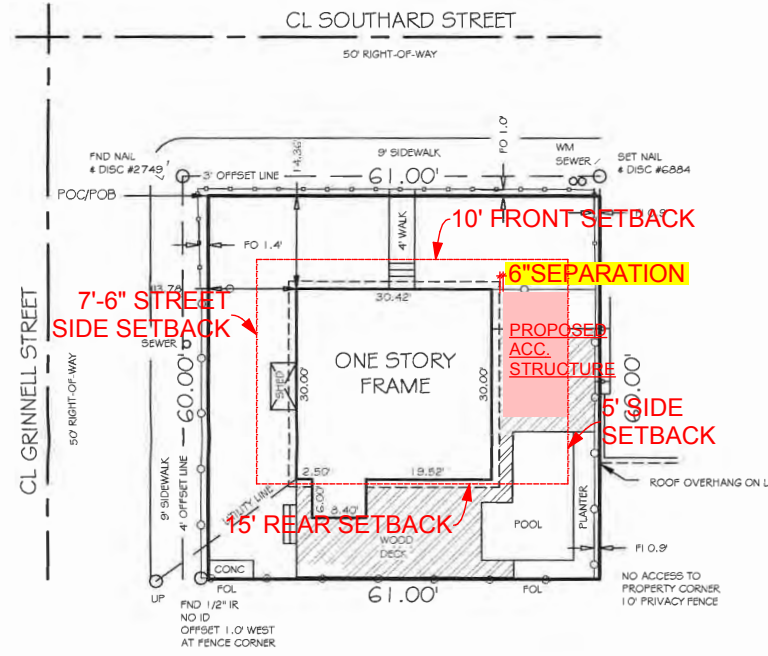 CL SOUTHARD STREET
50' RIGHT-OF-WAY
FND NAIL
& DISC #2749
3' OFFSET LINE
14.36'
9' SIDEWALK
61.00'
FO 1.0'
WM
SEWER
SET NAIL
& DISC #6884
POC/POB
FO 1.4'
4' WALK
10' FRONT SETBACK
FI 0.9'
13.78'
6"SEPARATION
30.42'
7'-6" STREET
SIDE SETBACK
SEWER
CL GRINNELL STREET
50' RIGHT-OF-WAY
60.00'
SHED
30.00'
ONE STORY
FRAME
30.00'
PROPOSED
ACC.
STRUCTURE
60.00'
5' SIDE
SETBACK
9' SIDEWALK
4' OFFSET LINE
UTILITY LINE
2.50'
6.00'
8.40'
19.52'
15' REAR SETBACK
WOOD
DECK
POOL
PLANTER
ROOF OVERHANG ON L
FI 0.9'
CONC
UP
FOL
61.00'
FOL
FND 1/2" IR
NO ID
OFFSET 1.0' WEST
AT FENCE CORNER
NO ACCESS TO
PROPERTY CORNER
10' PRIVACY FENCE